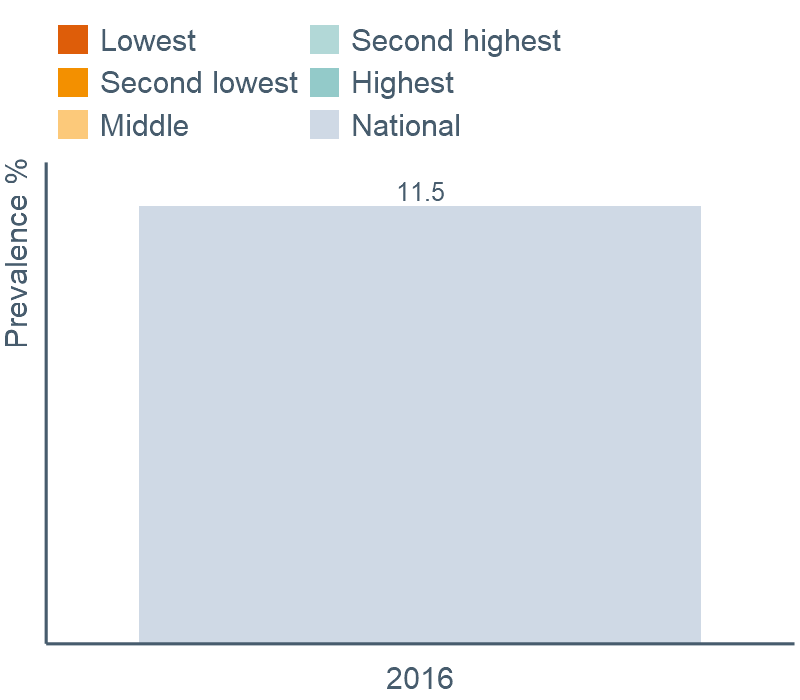 Lowest
Second lowest
Middle
Second highest
Highest
National
Prevalence %
11.5
2016